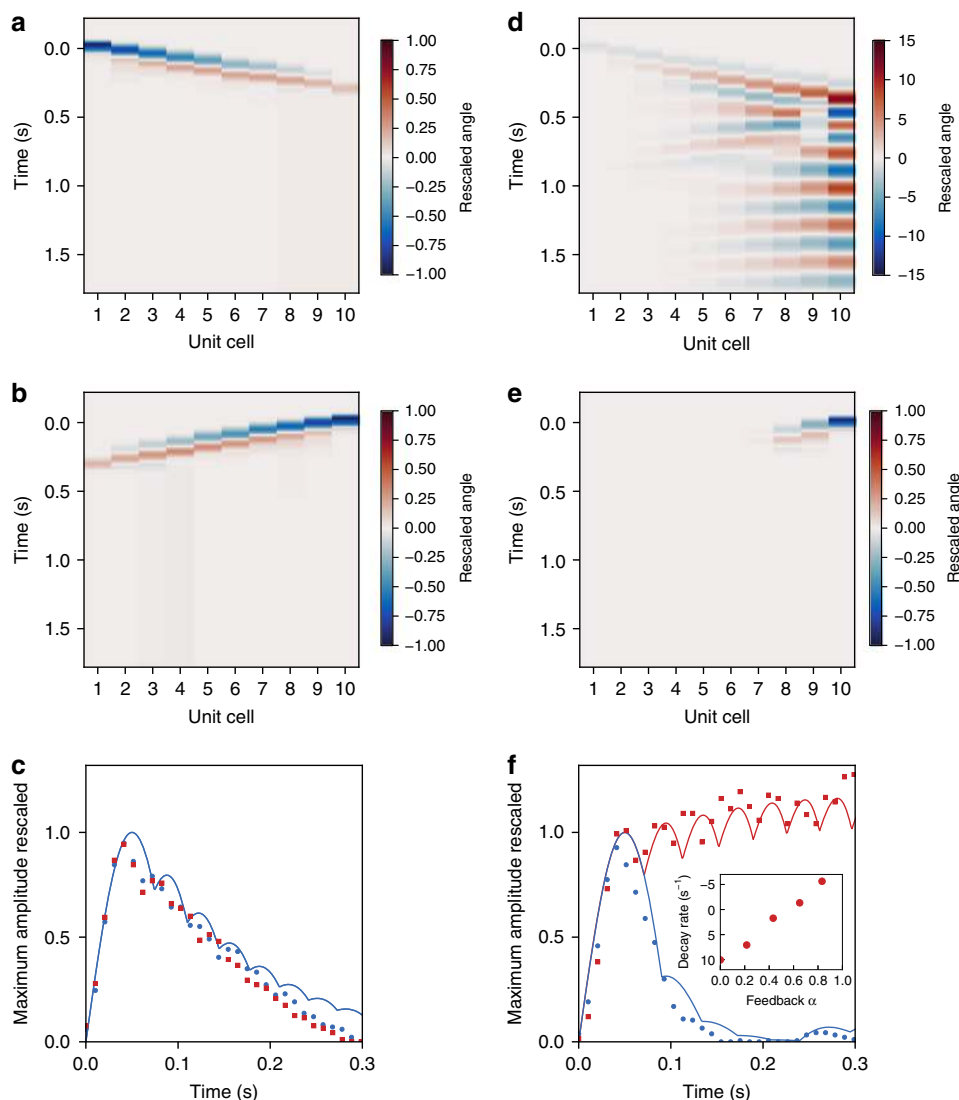 a
0.0
0.5
1.0
1.5
Time (s)
1 2 3 4 5 6 7 8 9 10
Unit cell
1.00
0.75
0.50
0.25
0.00
−0.25
−0.50
−0.75
−1.00
Rescaled angle
d
0.0
0.5
1.0
1.5
Time (s)
1 2 3 4 5 6 7 8 9 10
Unit cell
15
10
5
0
−5
−10
−15
Rescaled angle
b
0.0
0.5
1.0
1.5
Time (s)
1 2 3 4 5 6 7 8 9 10
Unit cell
1.00
0.75
0.50
0.25
0.00
−0.25
−0.50
−0.75
−1.00
Rescaled angle
e
0.0
0.5
1.0
1.5
Time (s)
1 2 3 4 5 6 7 8 9 10
Unit cell
1.00
0.75
0.50
0.25
0.00
−0.25
−0.50
−0.75
−1.00
Rescaled angle
c
Maximum amplitude rescaled
1.0
0.5
0.0
0.0 0.1 0.2 0.3
Time (s)
f
Maximum amplitude rescaled
1.0
0.5
0.0
0.0 0.1 0.2 0.3
Time (s)
Decay rate (s⁻¹)
−5
0
5
10
0.0 0.2 0.4 0.6 0.8 1.0
Feedback α